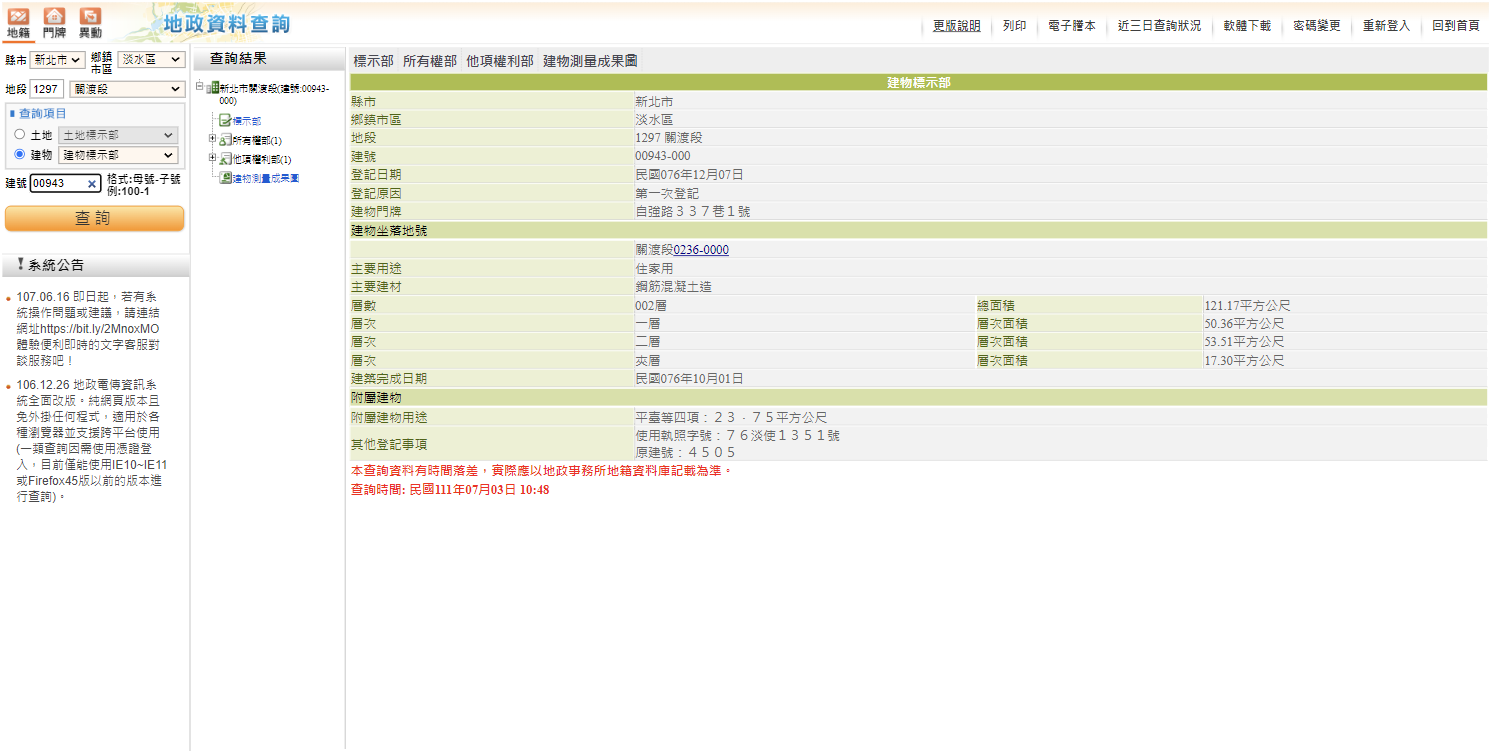 地籍 門牌 異動 地政資料查詢 更版說明 列印 電子謄本 近三日查詢狀況 軟體下載 密碼變更 重新登入 回到首頁
縣市 新北市 鄉鎮市區 淡水區
地段 1297 關渡段
查詢項目
土地 土地標示部
建物 建物標示部
建號 00943 格式:母號-子號
例:100-1
查詢
系統公告
107.06.16 即日起，若有系
統操作問題或建議，請連結
網址https://bit.ly/2MnoxMO
體驗便利即時的文字客服對
談服務吧！
106.12.26 地政電傳資訊系
統全面改版。純網頁版本且
免外掛任何程式，適用於各
種瀏覽器並支援跨平台使用
(一類查詢因需使用憑證登
入，目前僅能使用IE10~IE11
或Firefox45版以前的版本進
行查詢)。
查詢結果
新北市關渡段(建號:00943-
000)
標示部
所有權部(1)
他項權利部(1)
建物測量成果圖
標示部 所有權部 他項權利部 建物測量成果圖
建物標示部
縣市 新北市
鄉鎮市區 淡水區
地段 1297 關渡段
建號 00943-000
登記日期 民國076年12月07日
登記原因 第一次登記
建物門牌 自強路３３７巷１號
建物坐落地號
關渡段0236-0000
主要用途 住家用
主要建材 鋼筋混凝土造
層數 002層 總面積 121.17平方公尺
層次 一層 層次面積 50.36平方公尺
層次 二層 層次面積 53.51平方公尺
層次 夾層 層次面積 17.30平方公尺
建築完成日期 民國076年10月01日
附屬建物
附屬建物用途 平臺等四項：２３．７５平方公尺
其他登記事項 使用執照字號：７６淡使１３５１號
原建號：４５０５
本查詢資料有時間落差，實際應以地政事務所地籍資料庫記載為準。
查詢時間: 民國111年07月03日 10:48